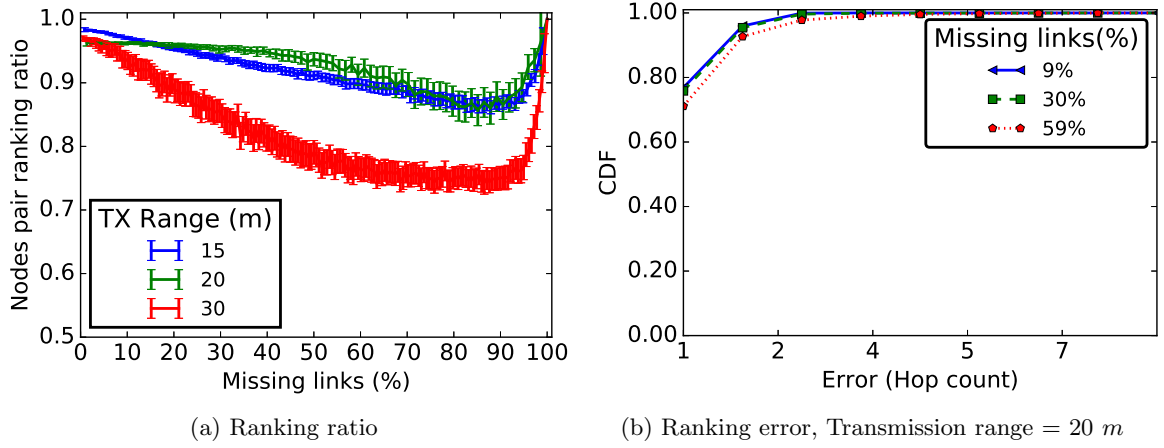 Nodes pair ranking ratio
1.0
0.9
0.8
0.7
0.6
0.5
TX Range (m)
15
20
30
0 10 20 30 40 50 60 70 80 90 100
Missing links (%)
(a) Ranking ratio
CDF
1.00
0.80
0.60
0.40
0.20
0.00
Missing links(%)
9%
30%
59%
1 2 4 5 7
Error (Hop count)
(b) Ranking error, Transmission range = 20 m